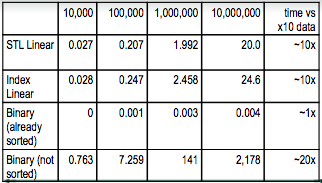 10,000 100,000 1,000,000 10,000,000 time vs
x10 data
STL Linear 0.027 0.207 1.992 20.0 ~10x
Index 0.028 0.247 2.458 24.6 ~10x
Linear
Binary 0 0.001 0.003 0.004 ~1x
(already
sorted)
Binary (not 0.763 7.259 141 2,178 ~20x
sorted)